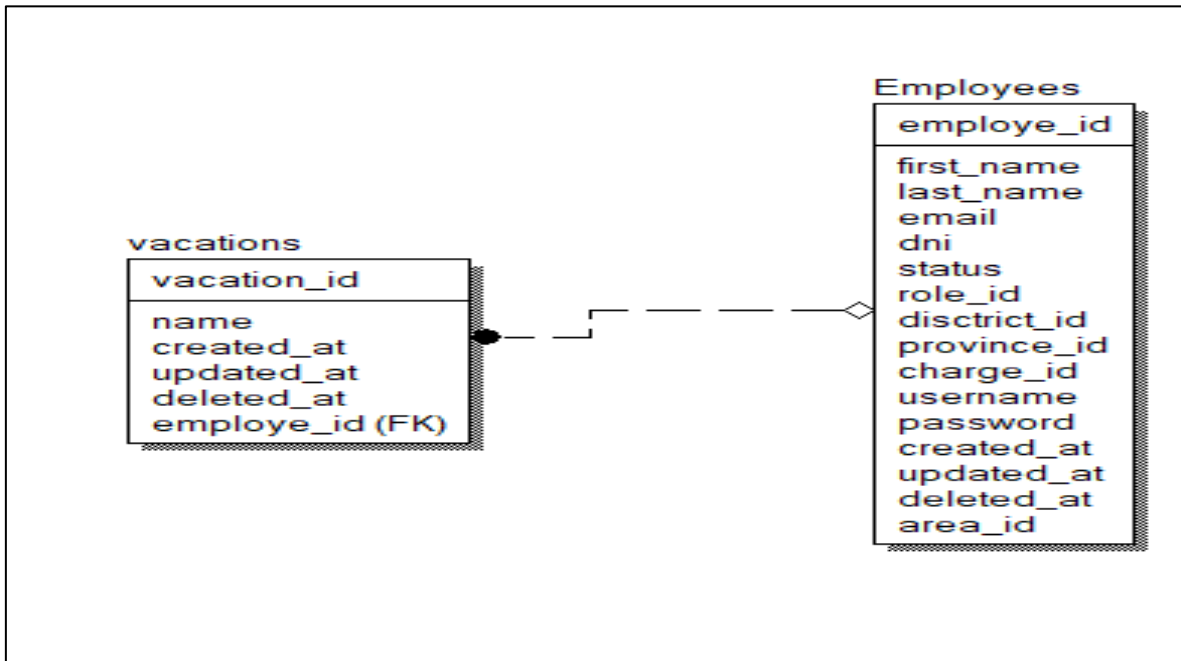 vacations
vacation_id
name
created_at
updated_at
deleted_at
employe_id (FK)
Employees
employe_id
first_name
last_name
email
dni
status
role_id
disctrict_id
province_id
charge_id
username
password
created_at
updated_at
deleted_at
area_id